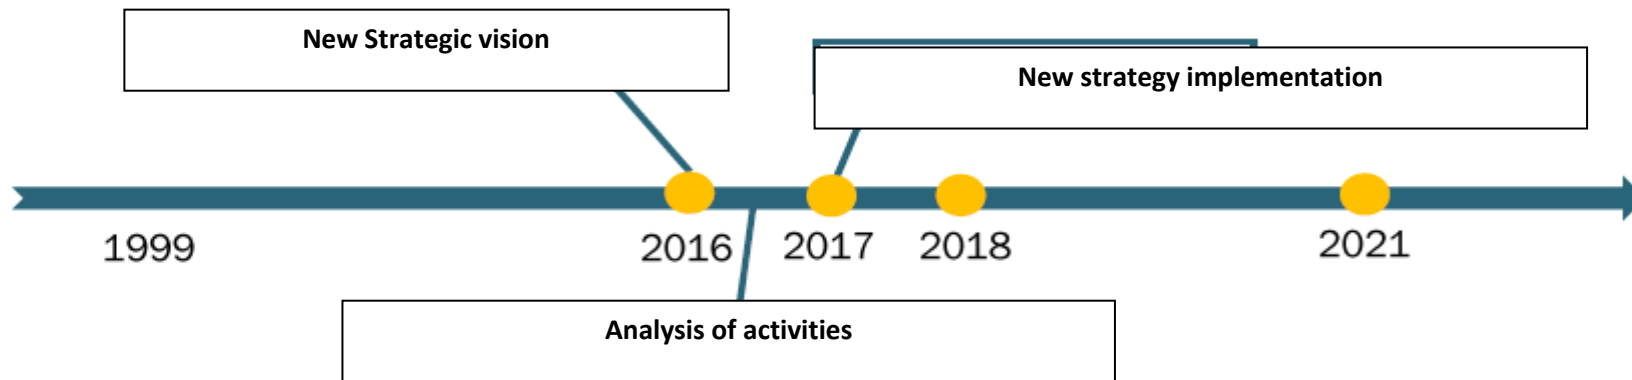 New Strategic vision
New strategy implementation
1999
2016
2017
2018
2021
Analysis of activities